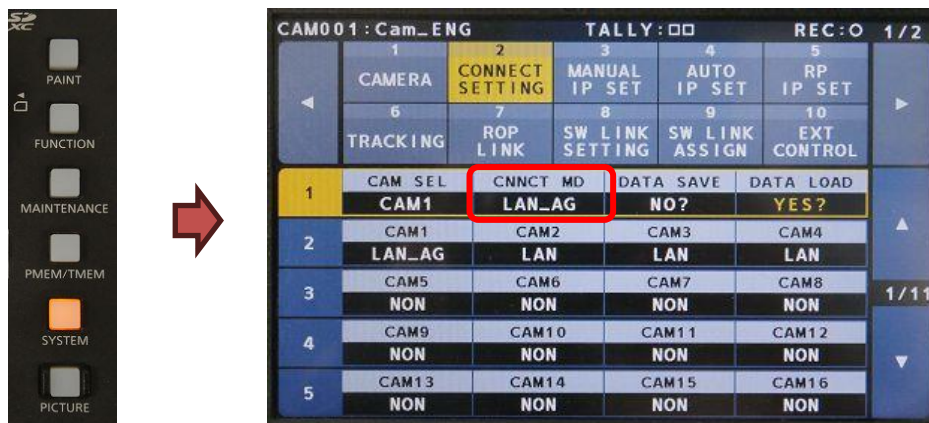 SD
XC
PAINT
FUNCTION
MAINTENANCE
PMEM/TMEM
SYSTEM
PICTURE
CAM001:Cam_ENG TALLY:□□ REC:O 1/2
1 2 3 4 5
CAMERA CONNECT SETTING MANUAL IP SET AUTO IP SET RP IP SET
6 7 8 9 10
TRACKING ROP LINK SW LINK SETTING SW LINK ASSIGN EXT CONTROL
1 CAM SEL CNNCT MD DATA SAVE DATA LOAD
CAM1 LAN_AG NO? YES?
2 CAM1 CAM2 CAM3 CAM4
LAN_AG LAN LAN LAN
3 CAM5 CAM6 CAM7 CAM8
NON NON NON NON
1/11
4 CAM9 CAM10 CAM11 CAM12
NON NON NON NON
5 CAM13 CAM14 CAM15 CAM16
NON NON NON NON